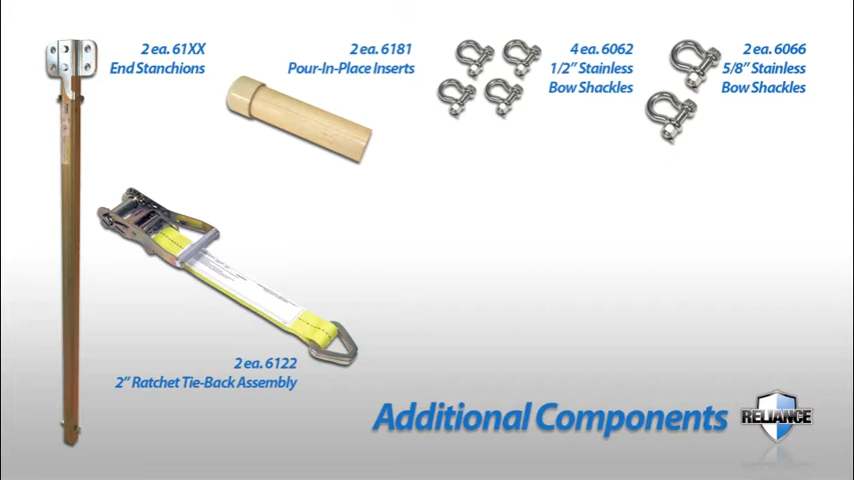 2 ea. 61XX
End Stanchions
2 ea. 6181
Pour-In-Place Inserts
4 ea. 6062
1/2” Stainless
Bow Shackles
2 ea. 6066
5/8” Stainless
Bow Shackles
2 ea. 6122
2” Ratchet Tie-Back Assembly
Additional Components
RELIANCE